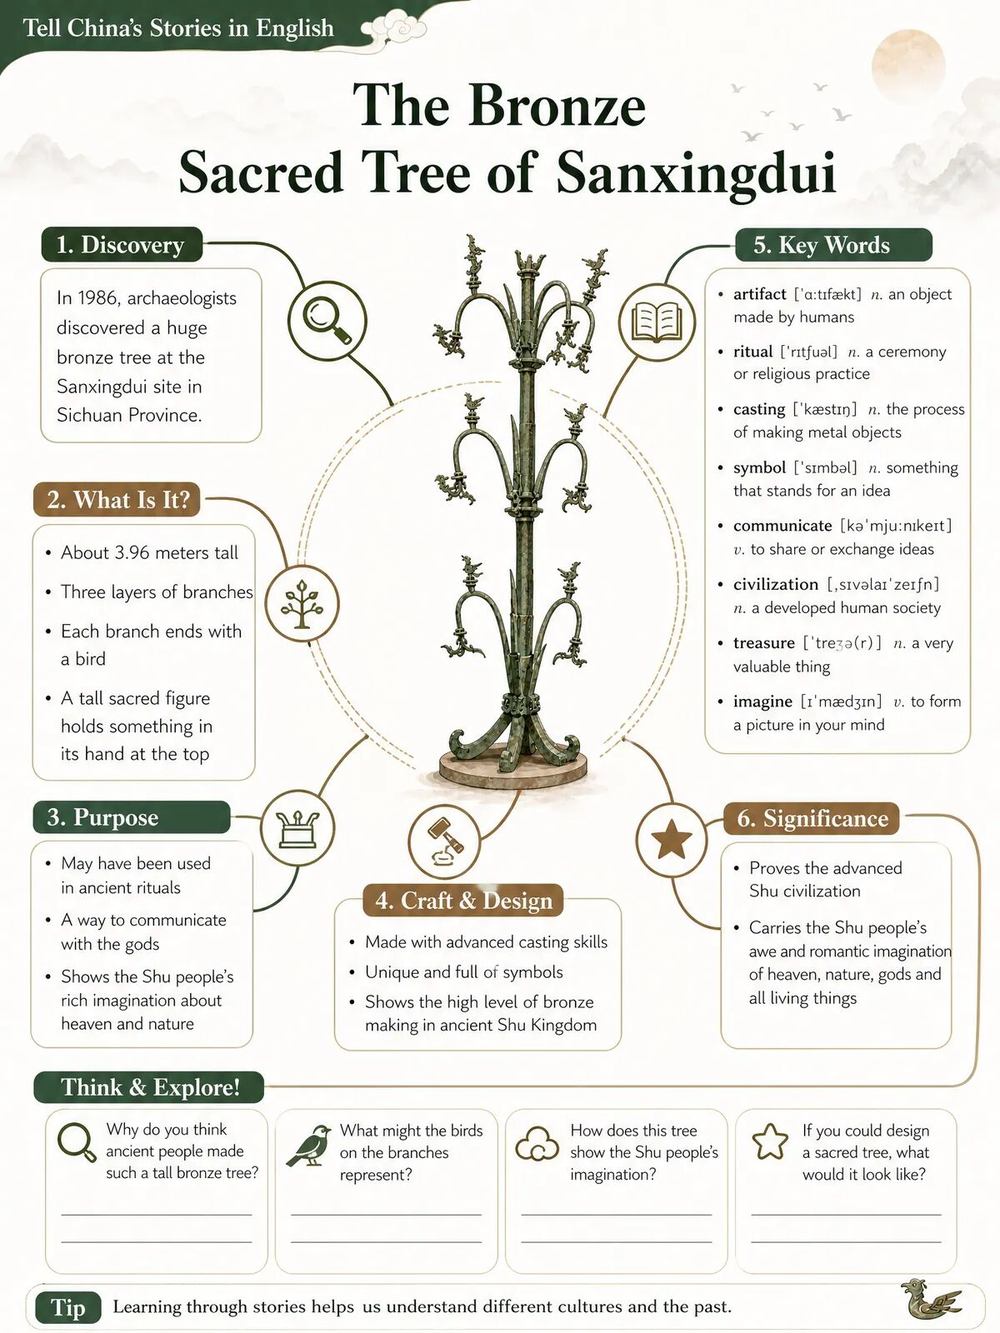 Tell China's Stories in English
The Bronze
Sacred Tree of Sanxingdui
1. Discovery
In 1986, archaeologists
discovered a huge
bronze tree at the
Sanxingdui site in
Sichuan Province.
2. What Is It?
• About 3.96 meters tall
• Three layers of branches
• Each branch ends with
a bird
• A tall sacred figure
holds something in
its hand at the top
3. Purpose
• May have been used
in ancient rituals
• A way to communicate
with the gods
• Shows the Shu people's
rich imagination about
heaven and nature
4. Craft & Design
• Made with advanced casting skills
• Unique and full of symbols
• Shows the high level of bronze
making in ancient Shu Kingdom
5. Key Words
• artifact [ˈɑ:tɪfækt] n. an object
made by humans
• ritual [ˈrɪtʃuəl] n. a ceremony
or religious practice
• casting [ˈkæstɪŋ] n. the process
of making metal objects
• symbol [ˈsɪmbəl] n. something
that stands for an idea
• communicate [kəˈmju:nɪkeɪt]
v. to share or exchange ideas
• civilization [ˌsɪvəlaɪˈzeɪʃn]
n. a developed human society
• treasure [ˈtreʒə(r)] n. a very
valuable thing
• imagine [ɪˈmædʒɪn] v. to form
a picture in your mind
6. Significance
• Proves the advanced
Shu civilization
• Carries the Shu people's
awe and romantic imagination
of heaven, nature, gods and
all living things
Think & Explore!
Why do you think
ancient people made
such a tall bronze tree?
What might the birds
on the branches
represent?
How does this tree
show the Shu people's
imagination?
If you could design
a sacred tree, what
would it look like?
Tip
Learning through stories helps us understand different cultures and the past.